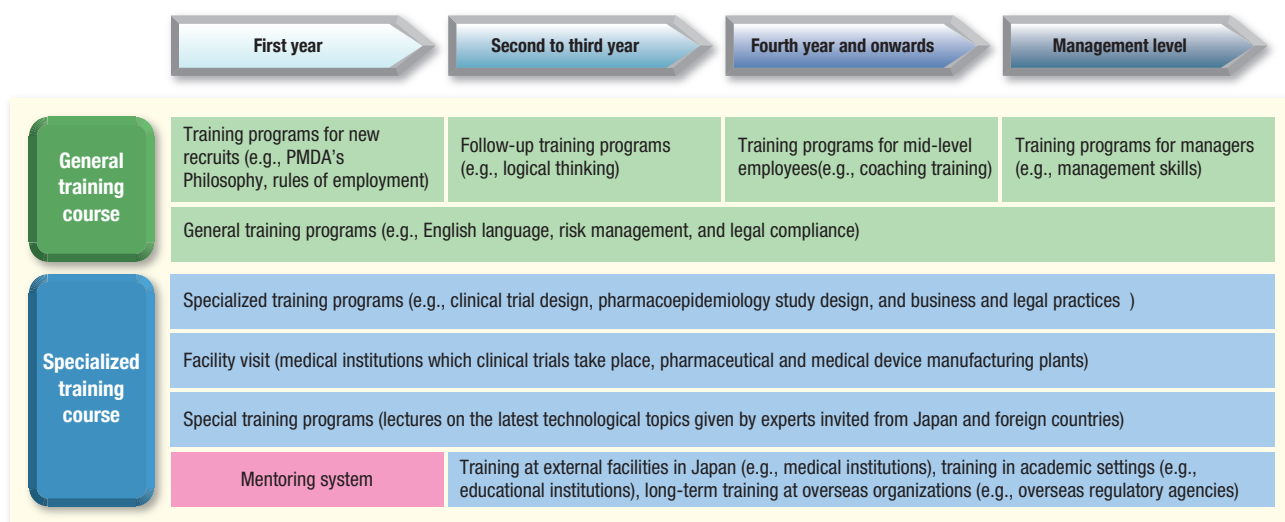 First year
Second to third year
Fourth year and onwards
Management level
General
training
course
Training programs for new
recruits (e.g., PMDA's
Philosophy, rules of employment)
Follow-up training programs
(e.g., logical thinking)
Training programs for mid-level
employees(e.g., coaching training)
Training programs for managers
(e.g., management skills)
General training programs (e.g., English language, risk management, and legal compliance)
Specialized
training
course
Specialized training programs (e.g., clinical trial design, pharmacoepidemiology study design, and business and legal practices )
Facility visit (medical institutions which clinical trials take place, pharmaceutical and medical device manufacturing plants)
Special training programs (lectures on the latest technological topics given by experts invited from Japan and foreign countries)
Mentoring system
Training at external facilities in Japan (e.g., medical institutions), training in academic settings (e.g.,
educational institutions), long-term training at overseas organizations (e.g., overseas regulatory agencies)